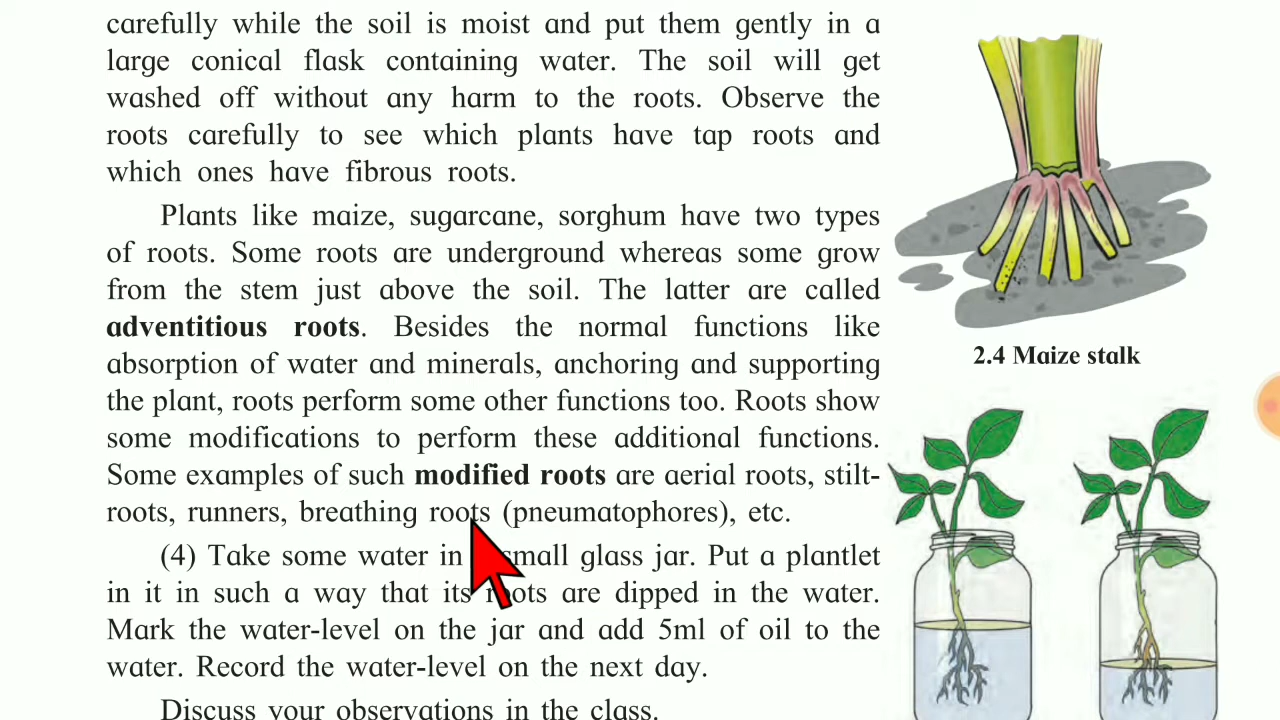 carefully while the soil is moist and put them gently in a
large conical flask containing water. The soil will get
washed off without any harm to the roots. Observe the
roots carefully to see which plants have tap roots and
which ones have fibrous roots.
Plants like maize, sugarcane, sorghum have two types
of roots. Some roots are underground whereas some grow
from the stem just above the soil. The latter are called
adventitious roots. Besides the normal functions like
absorption of water and minerals, anchoring and supporting
the plant, roots perform some other functions too. Roots show
some modifications to perform these additional functions.
Some examples of such modified roots are aerial roots, stilt-
roots, runners, breathing roots (pneumatophores), etc.
(4) Take some water in small glass jar. Put a plantlet
in it in such a way that its roots are dipped in the water.
Mark the water-level on the jar and add 5ml of oil to the
water. Record the water-level on the next day.
Discuss your observations in the class.
2.4 Maize stalk